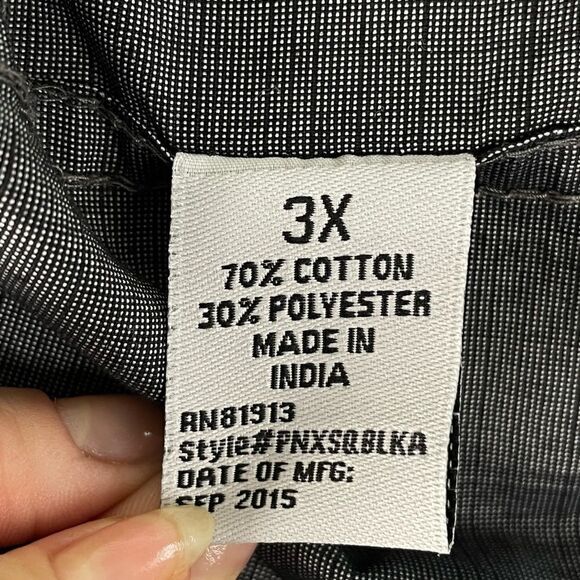 3X
70% COTTON
30% POLYESTER
MADE IN
INDIA
RN81913
Style#PNXSQBLKA
DATE OF MFG:
SEP 2015